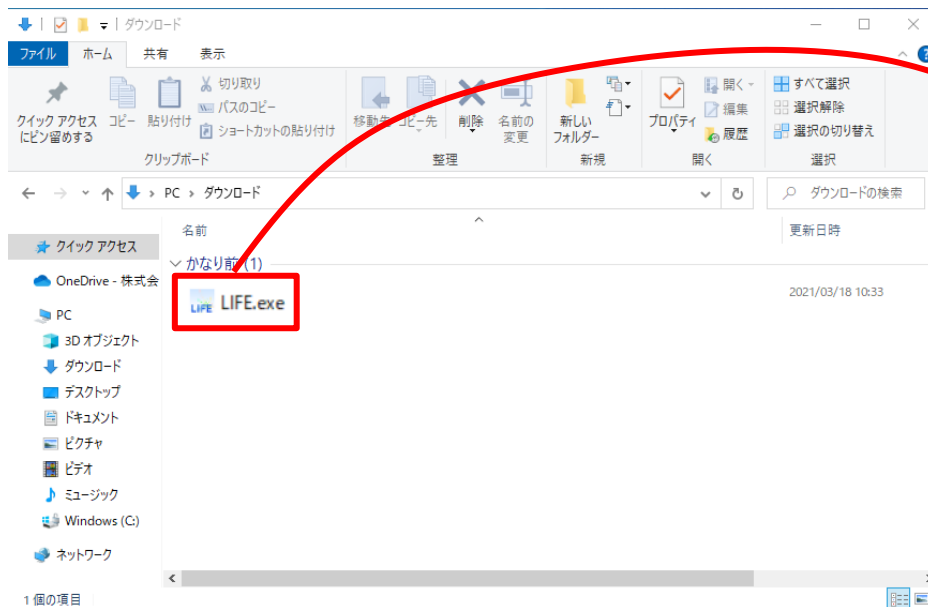 ダウンロード
ファイル ホーム 共有 表示
クイック アクセスにピン留めする
コピー
貼り付け
切り取り
パスのコピー
ショートカットの貼り付け
クリップボード
移動先
コピー先
削除
名前の変更
整理
新しいフォルダー
新規
プロパティ
開く
編集
履歴
開く
すべて選択
選択解除
選択の切り替え
選択
PC › ダウンロード
ダウンロードの検索
名前 更新日時
かなり前 (1)
LIFE LIFE.exe 2021/03/18 10:33
クイック アクセス
OneDrive - 株式会
PC
3D オブジェクト
ダウンロード
デスクトップ
ドキュメント
ピクチャ
ビデオ
ミュージック
Windows (C:)
ネットワーク
1 個の項目